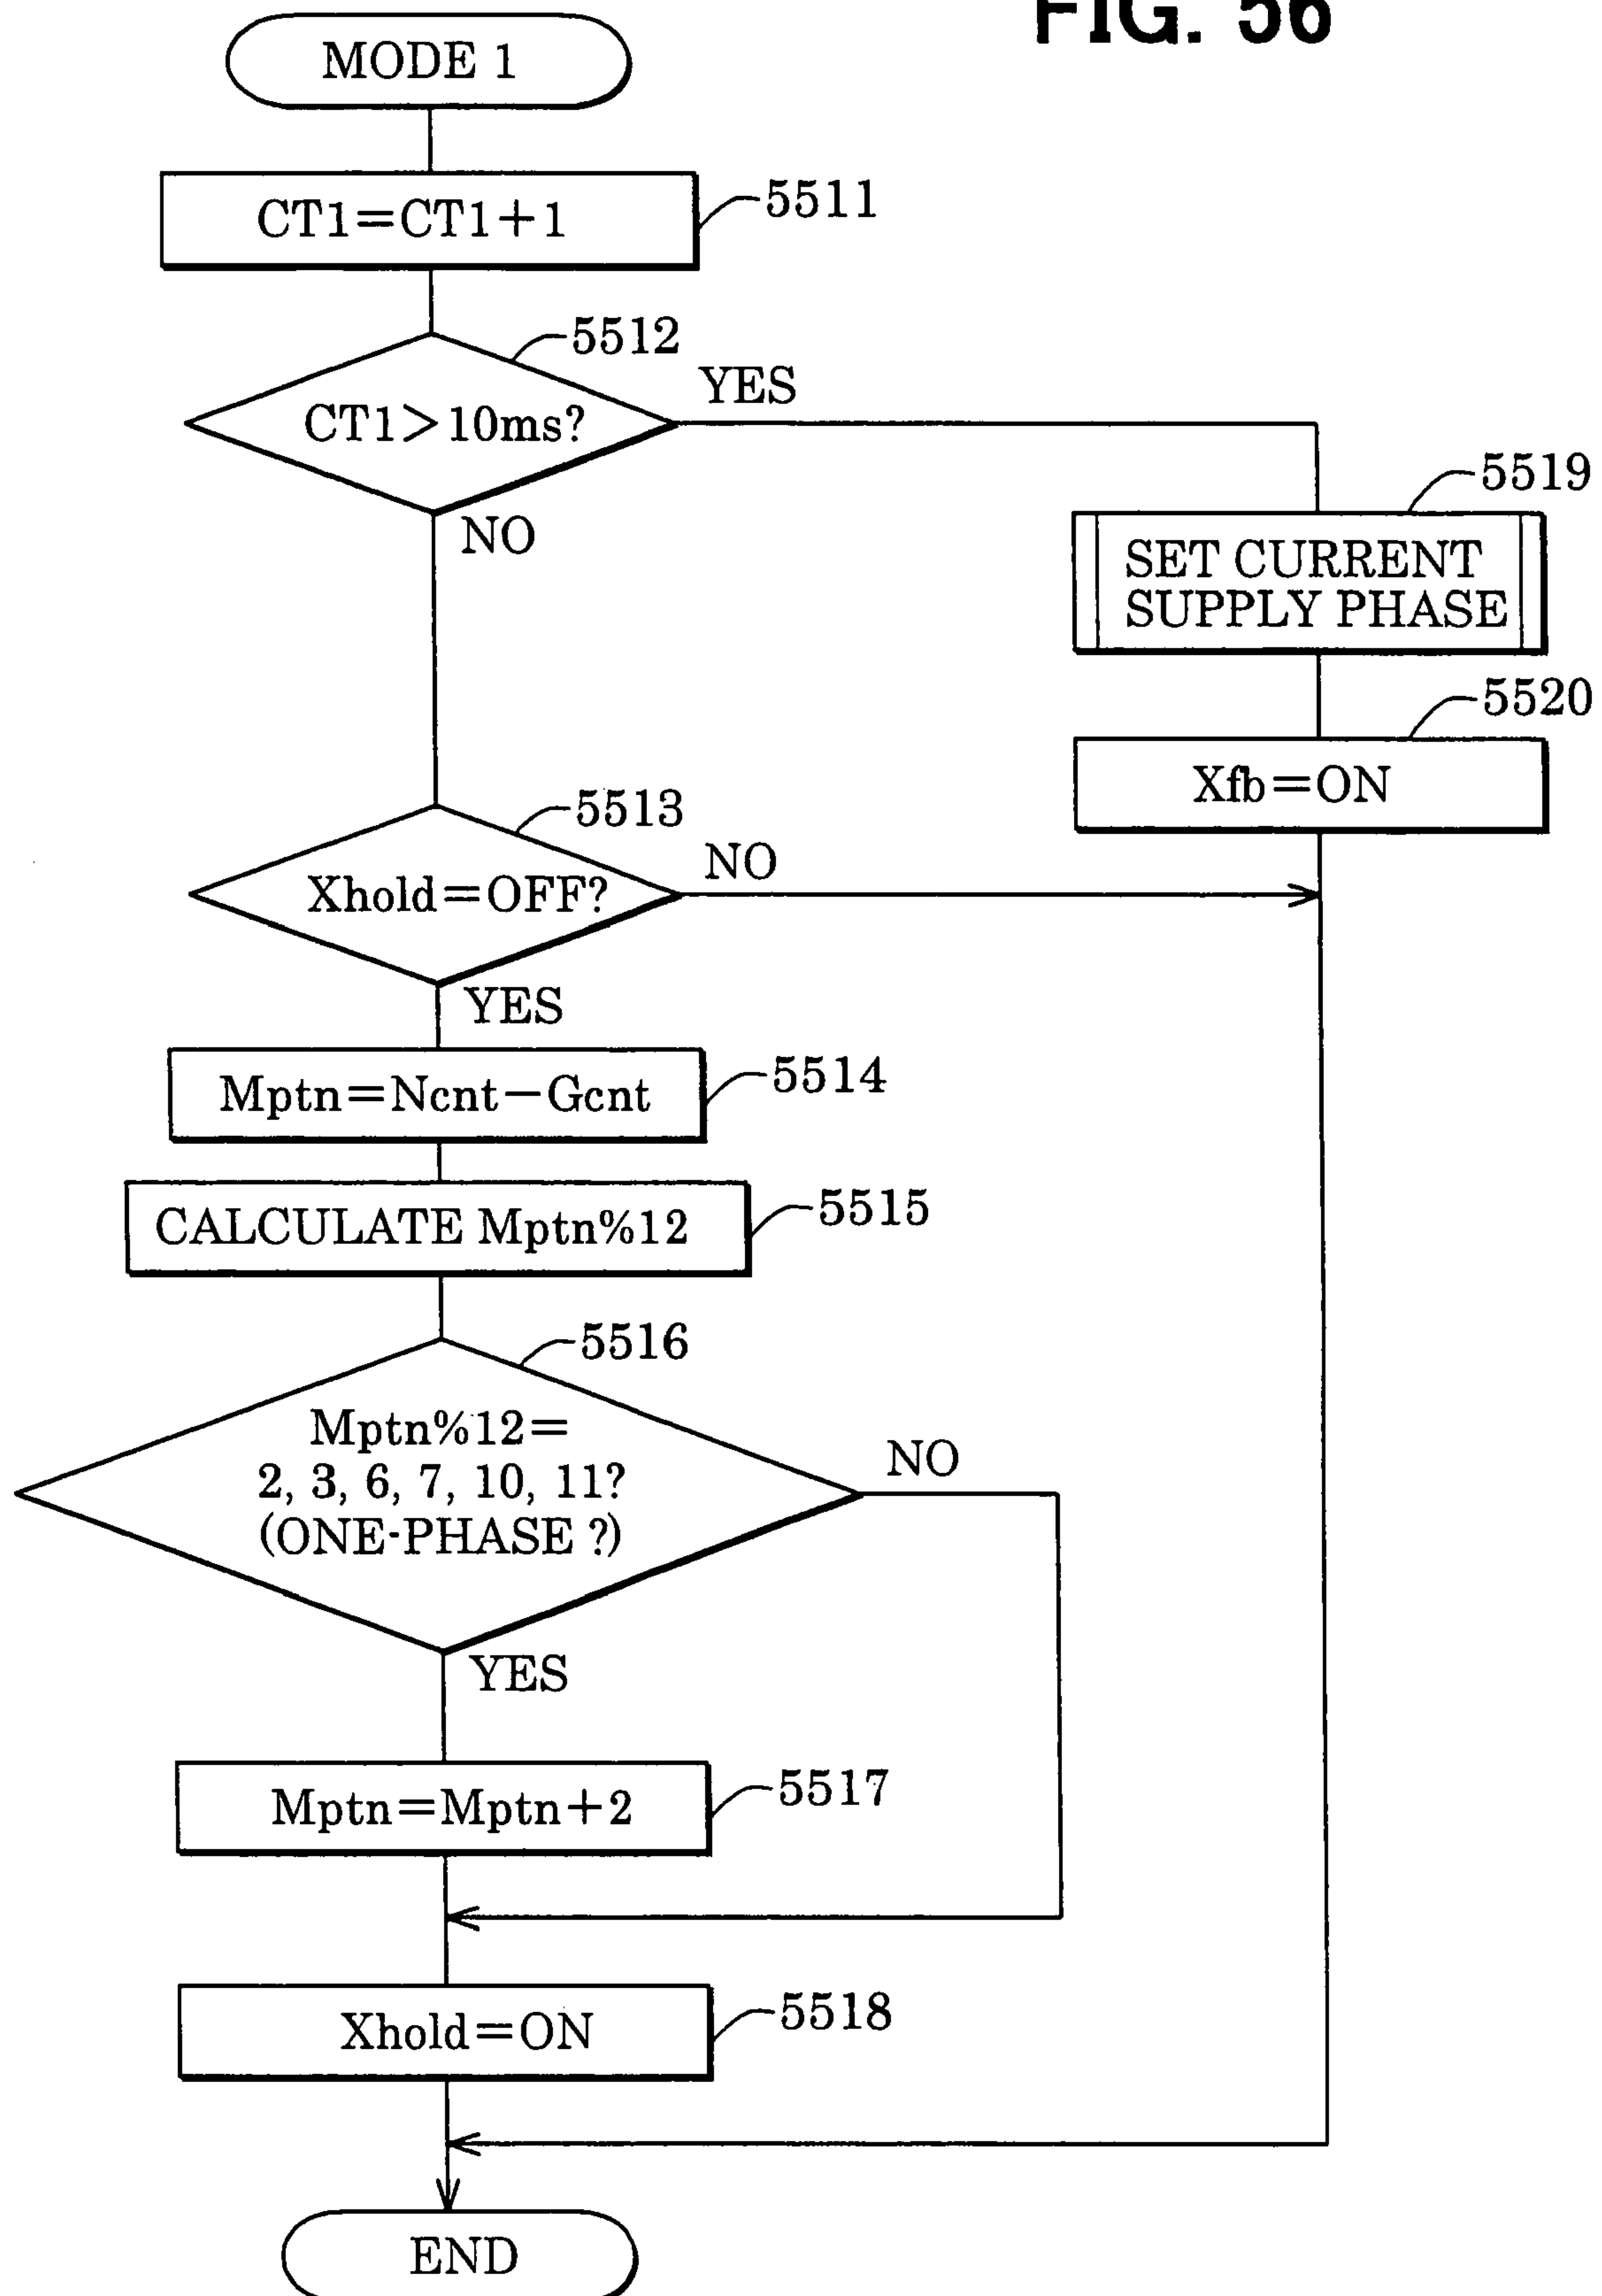 FIG. 56
MODE 1
CT1=CT1+1
5511
5512
CT1>10ms?
YES
NO
5519
SET CURRENT
SUPPLY PHASE
5520
Xfb=ON
5513
Xhold=OFF?
NO
YES
Mptn=Ncnt−Gcnt
5514
CALCULATE Mptn%12
5515
5516
Mptn%12=
2, 3, 6, 7, 10, 11?
(ONE-PHASE ?)
NO
YES
Mptn=Mptn+2
5517
Xhold=ON
5518
END